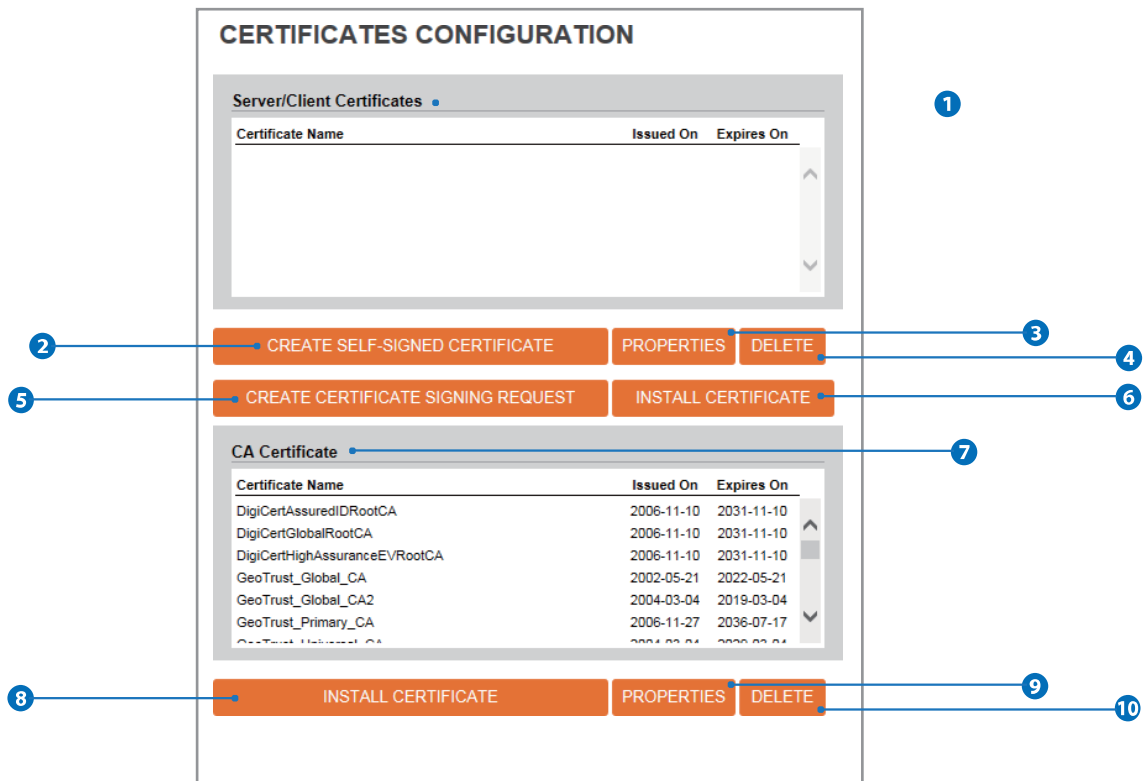 CERTIFICATES CONFIGURATION
Server/Client Certificates
1
Certificate Name Issued On Expires On
2 CREATE SELF-SIGNED CERTIFICATE PROPERTIES DELETE 3
4
5 CREATE CERTIFICATE SIGNING REQUEST INSTALL CERTIFICATE 6
CA Certificate 7
Certificate Name Issued On Expires On
DigiCertAssuredIDRootCA 2006-11-10 2031-11-10
DigiCertGlobalRootCA 2006-11-10 2031-11-10
DigiCertHighAssuranceEVRootCA 2006-11-10 2031-11-10
GeoTrust_Global_CA 2002-05-21 2022-05-21
GeoTrust_Global_CA2 2004-03-04 2019-03-04
GeoTrust_Primary_CA 2006-11-27 2036-07-17
8 INSTALL CERTIFICATE PROPERTIES DELETE 9
10